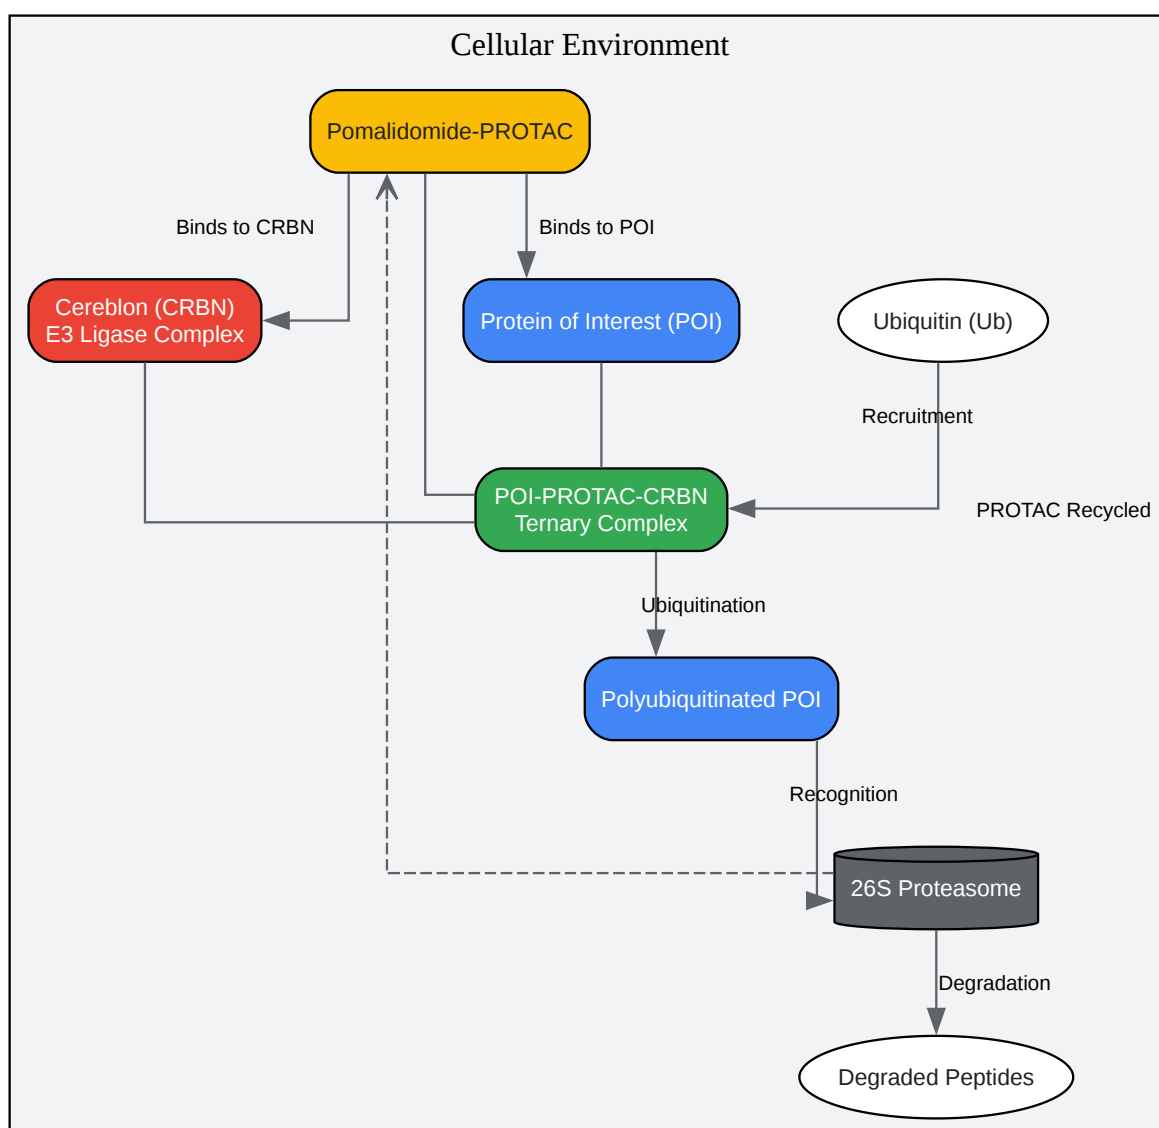 Cellular Environment
Pomalidomide-PROTAC
Binds to CRBN
Binds to POI
Cereblon (CRBN)
E3 Ligase Complex
Protein of Interest (POI)
Ubiquitin (Ub)
Recruitment
POI-PROTAC-CRBN
Ternary Complex
PROTAC Recycled
Ubiquitination
Polyubiquitinated POI
Recognition
26S Proteasome
Degradation
Degraded Peptides